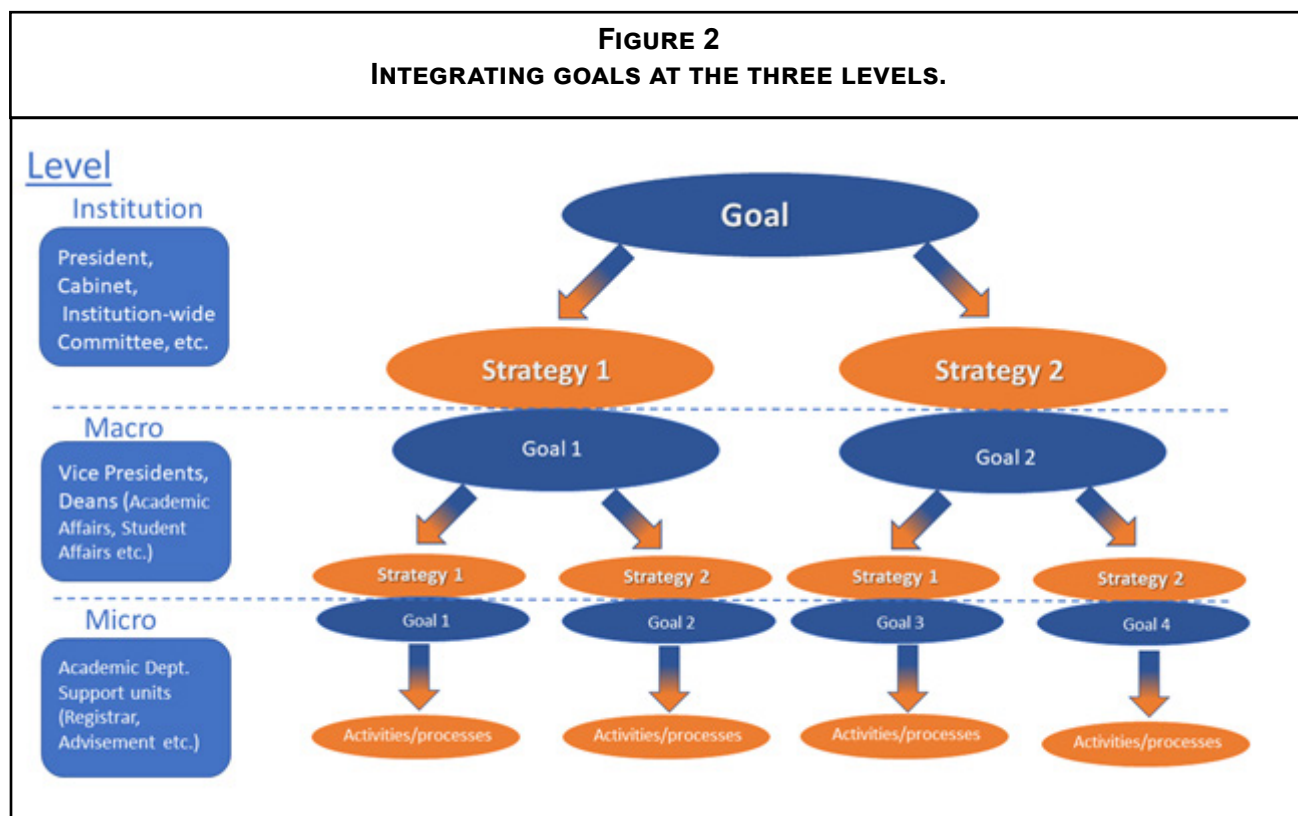 FIGURE 2
INTEGRATING GOALS AT THE THREE LEVELS.
Level
Institution
President,
Cabinet,
Institution-wide
Committee, etc.
Goal
Strategy 1
Strategy 2
Macro
Vice Presidents,
Deans (Academic
Affairs, Student
Affairs etc.)
Goal 1
Goal 2
Strategy 1
Strategy 2
Strategy 1
Strategy 2
Micro
Academic Dept.
Support units
(Registrar,
Advisement etc.)
Goal 1
Goal 2
Goal 3
Goal 4
Activities/processes
Activities/processes
Activities/processes
Activities/processes